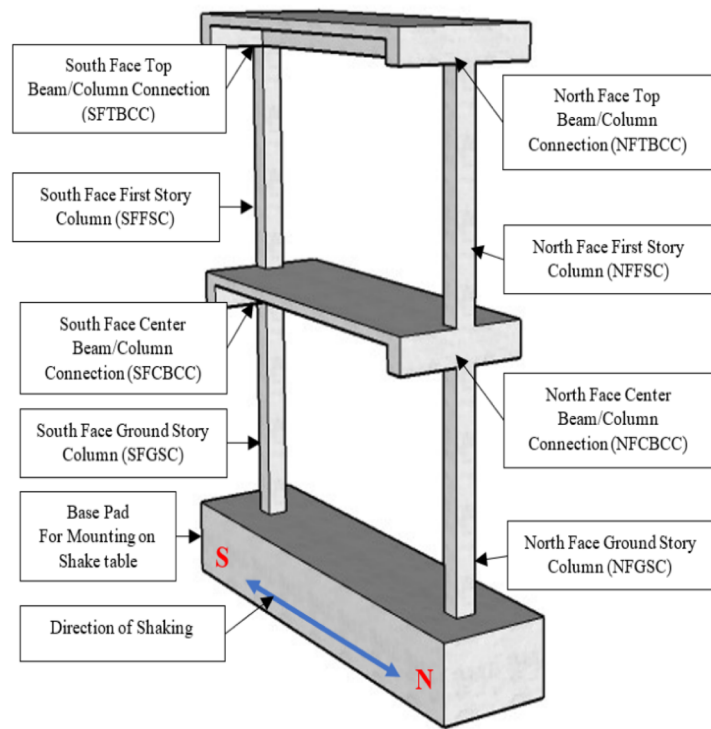 South Face Top
Beam/Column Connection
(SFTBCC)
South Face First Story
Column (SFFSC)
South Face Center
Beam/Column
Connection (SFCBCC)
South Face Ground Story
Column (SFGSC)
Base Pad
For Mounting on
Shake table
Direction of Shaking
North Face Top
Beam/Column
Connection (NFTBCC)
North Face First Story
Column (NFFSC)
North Face Center
Beam/Column
Connection (NFCBCC)
North Face Ground Story
Column (NFGSC)
S
N